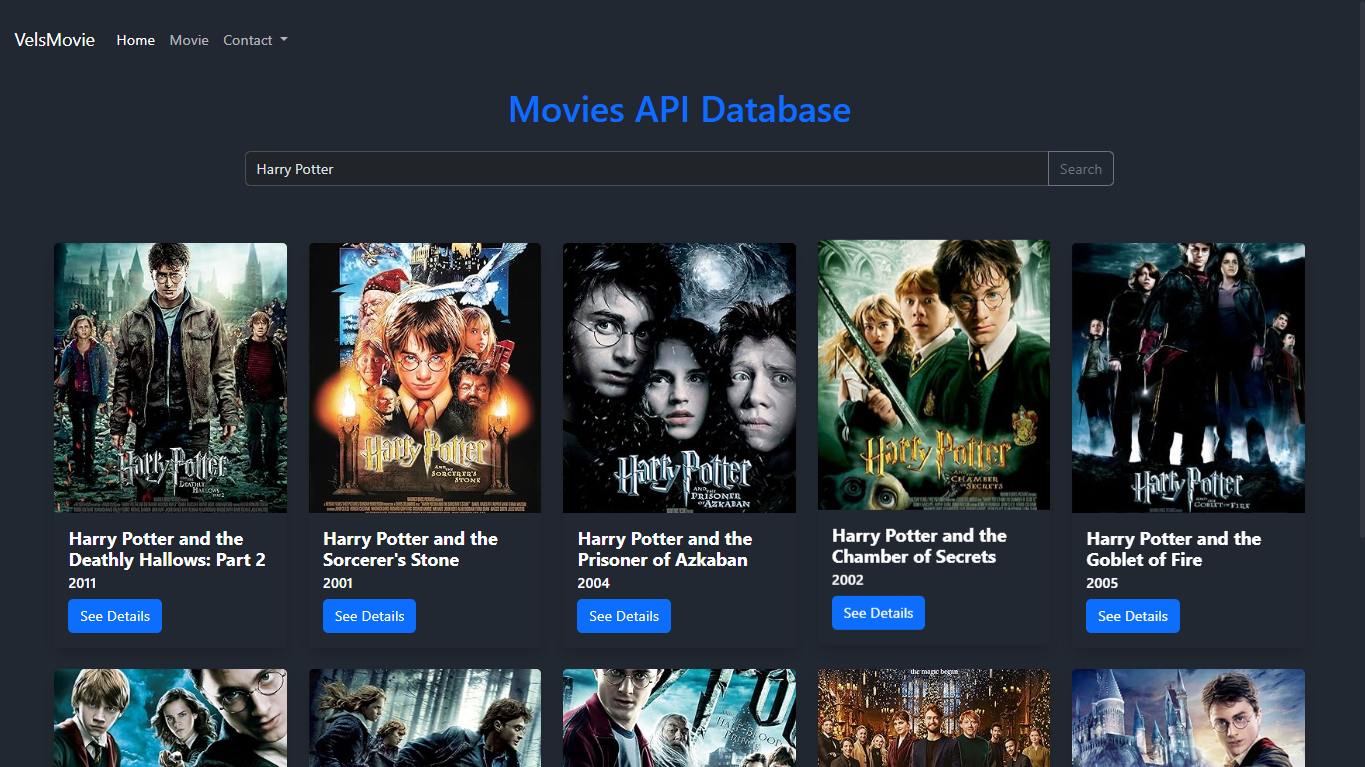 VelsMovie Home Movie Contact
Movies API Database
Harry Potter Search
Harry Potter
AND THE
DEATHLY HALLOWS
PART 2
Harry Potter
AND THE
SORCERER'S
STONE
Harry Potter
AND THE
PRISONER
OF AZKABAN
Harry Potter
AND THE
CHAMBER OF
SECRETS
Harry Potter
AND THE
GOBLET OF FIRE
Harry Potter and the
Deathly Hallows: Part 2
2011
See Details
Harry Potter and the
Sorcerer's Stone
2001
See Details
Harry Potter and the
Prisoner of Azkaban
2004
See Details
Harry Potter and the
Chamber of Secrets
2002
See Details
Harry Potter and the
Goblet of Fire
2005
See Details
the magic begin